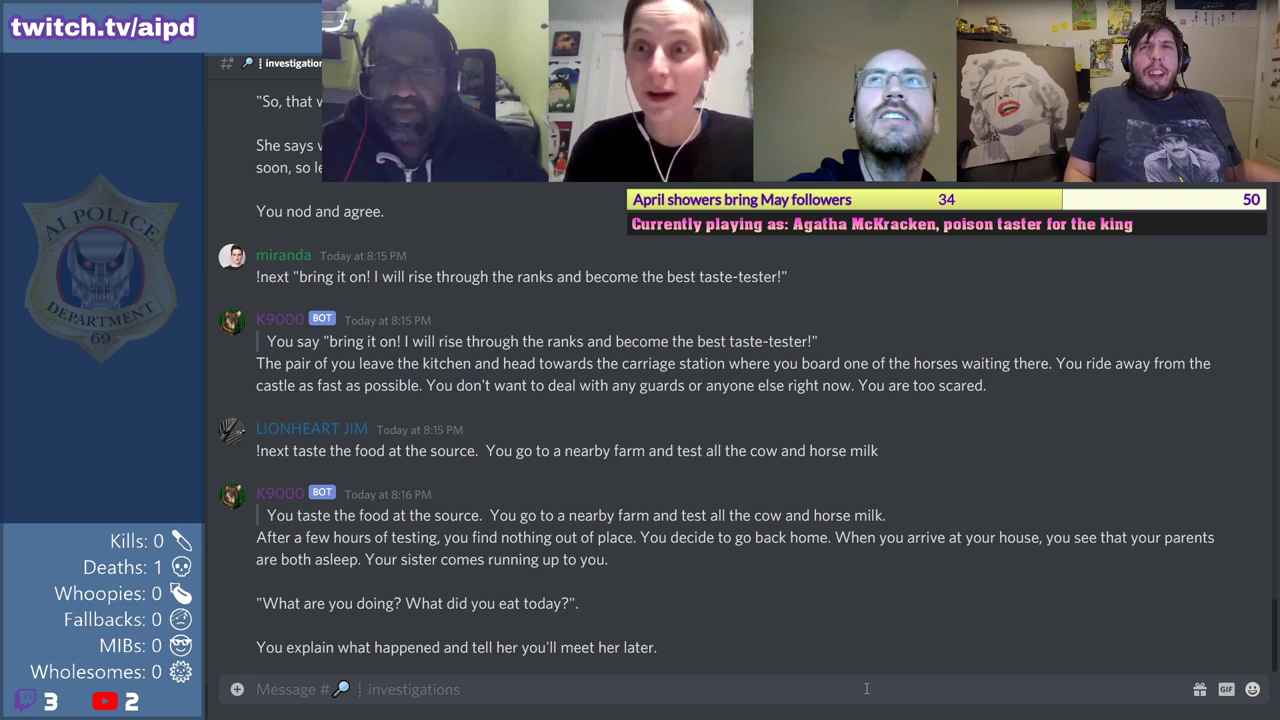 twitch.tv/aipd
# investigation
"So, that w
She says w
soon, so le
You nod and agree.
April showers bring May followers 34 50
Currently playing as: Agatha McKracken, poison taster for the king
miranda Today at 8:15 PM
!next "bring it on! I will rise through the ranks and become the best taste-tester!"
K9000 BOT Today at 8:15 PM
You say "bring it on! I will rise through the ranks and become the best taste-tester!"
The pair of you leave the kitchen and head towards the carriage station where you board one of the horses waiting there. You ride away from the
castle as fast as possible. You don't want to deal with any guards or anyone else right now. You are too scared.
LIONHEART JIM Today at 8:15 PM
!next taste the food at the source. You go to a nearby farm and test all the cow and horse milk
K9000 BOT Today at 8:16 PM
You taste the food at the source. You go to a nearby farm and test all the cow and horse milk.
After a few hours of testing, you find nothing out of place. You decide to go back home. When you arrive at your house, you see that your parents
are both asleep. Your sister comes running up to you.
"What are you doing? What did you eat today?".
You explain what happened and tell her you'll meet her later.
Message # investigations
GIF
AI POLICE
DEPARTMENT
69
Kills: 0
Deaths: 1
Whoopies: 0
Fallbacks: 0
MIBs: 0
Wholesomes: 0
3 2